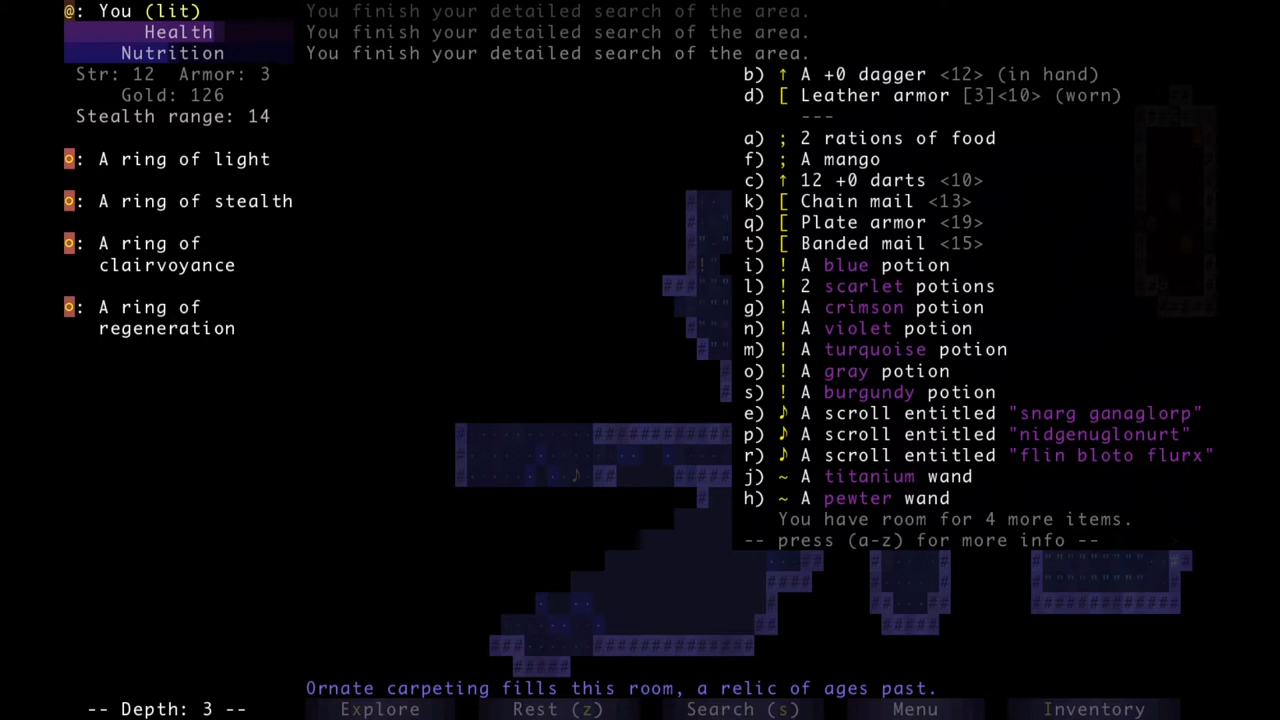 @: You (lit)
Health
Nutrition
Str: 12 Armor: 3
Gold: 126
Stealth range: 14
A ring of light
A ring of stealth
A ring of
clairvoyance
A ring of
regeneration
-- Depth: 3 --
You finish your detailed search of the area.
You finish your detailed search of the area.
You finish your detailed search of the area.
b) ↑ A +0 dagger <12> (in hand)
d) [ Leather armor [3]<10> (worn)
---
a) ; 2 rations of food
f) ; A mango
c) ↑ 12 +0 darts <10>
k) [ Chain mail <13>
q) [ Plate armor <19>
t) [ Banded mail <15>
i) ! A blue potion
l) ! 2 scarlet potions
g) ! A crimson potion
n) ! A violet potion
m) ! A turquoise potion
o) ! A gray potion
s) ! A burgundy potion
e) ♪ A scroll entitled "snarg ganaglorp"
p) ♪ A scroll entitled "nidgenuglonurt"
r) ♪ A scroll entitled "flin bloto flurx"
j) ~ A titanium wand
h) ~ A pewter wand
You have room for 4 more items.
-- press (a-z) for more info --
Ornate carpeting fills this room, a relic of ages past.
Explore Rest (z) Search (s) Menu Inventory